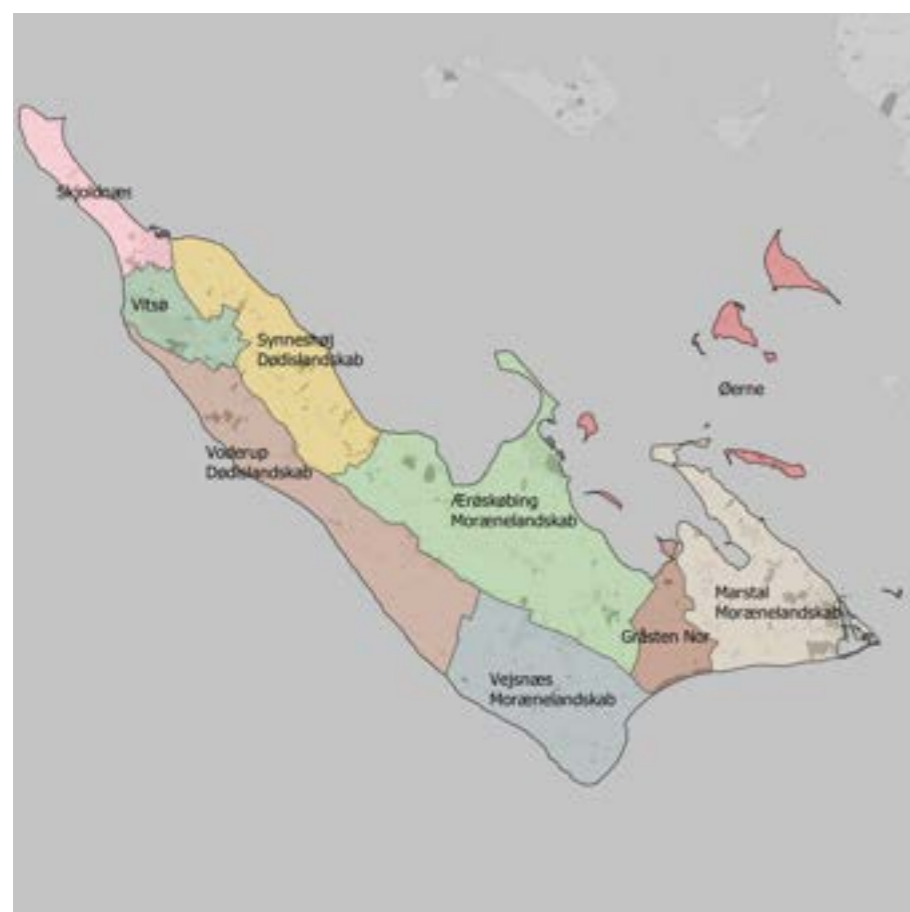 Skjoldnæs
Vitsø
Synneshøj
Dødislandskab
Øerne
Voderup
Dødislandskab
Ærøskøbing
Morænelandskab
Marstal
Morænelandskab
Gråsten Nor
Vejsnæs
Morænelandskab